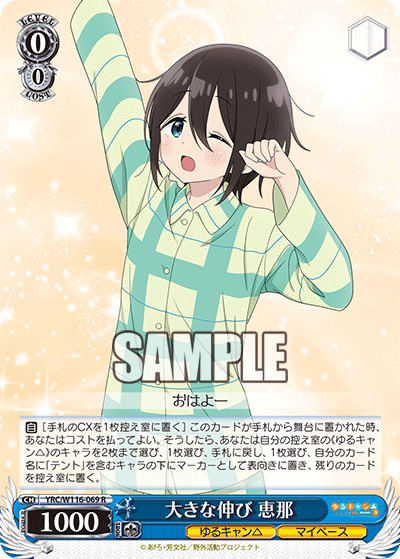 LEVEL
0
0
COST
SAMPLE
おはよー
自 [手札のCXを1枚控え室に置く] このカードが手札から舞台に置かれた時、
あなたはコストを払ってよい。そうしたら、あなたは自分の控え室の《ゆるキャ
ン△》のキャラを2枚まで選び、1枚選び、手札に戻し、1枚選び、自分のカード
名に「テント」を含むキャラの下にマーカーとして表向きに置き、残りのカード
を控え室に置く。
CH YRC/W116-069 R
1000
大きな伸び 恵那
ゆるキャン△
ゆるキャン△
マイペース
©あfろ・芳文社／野外活動プロジェクト